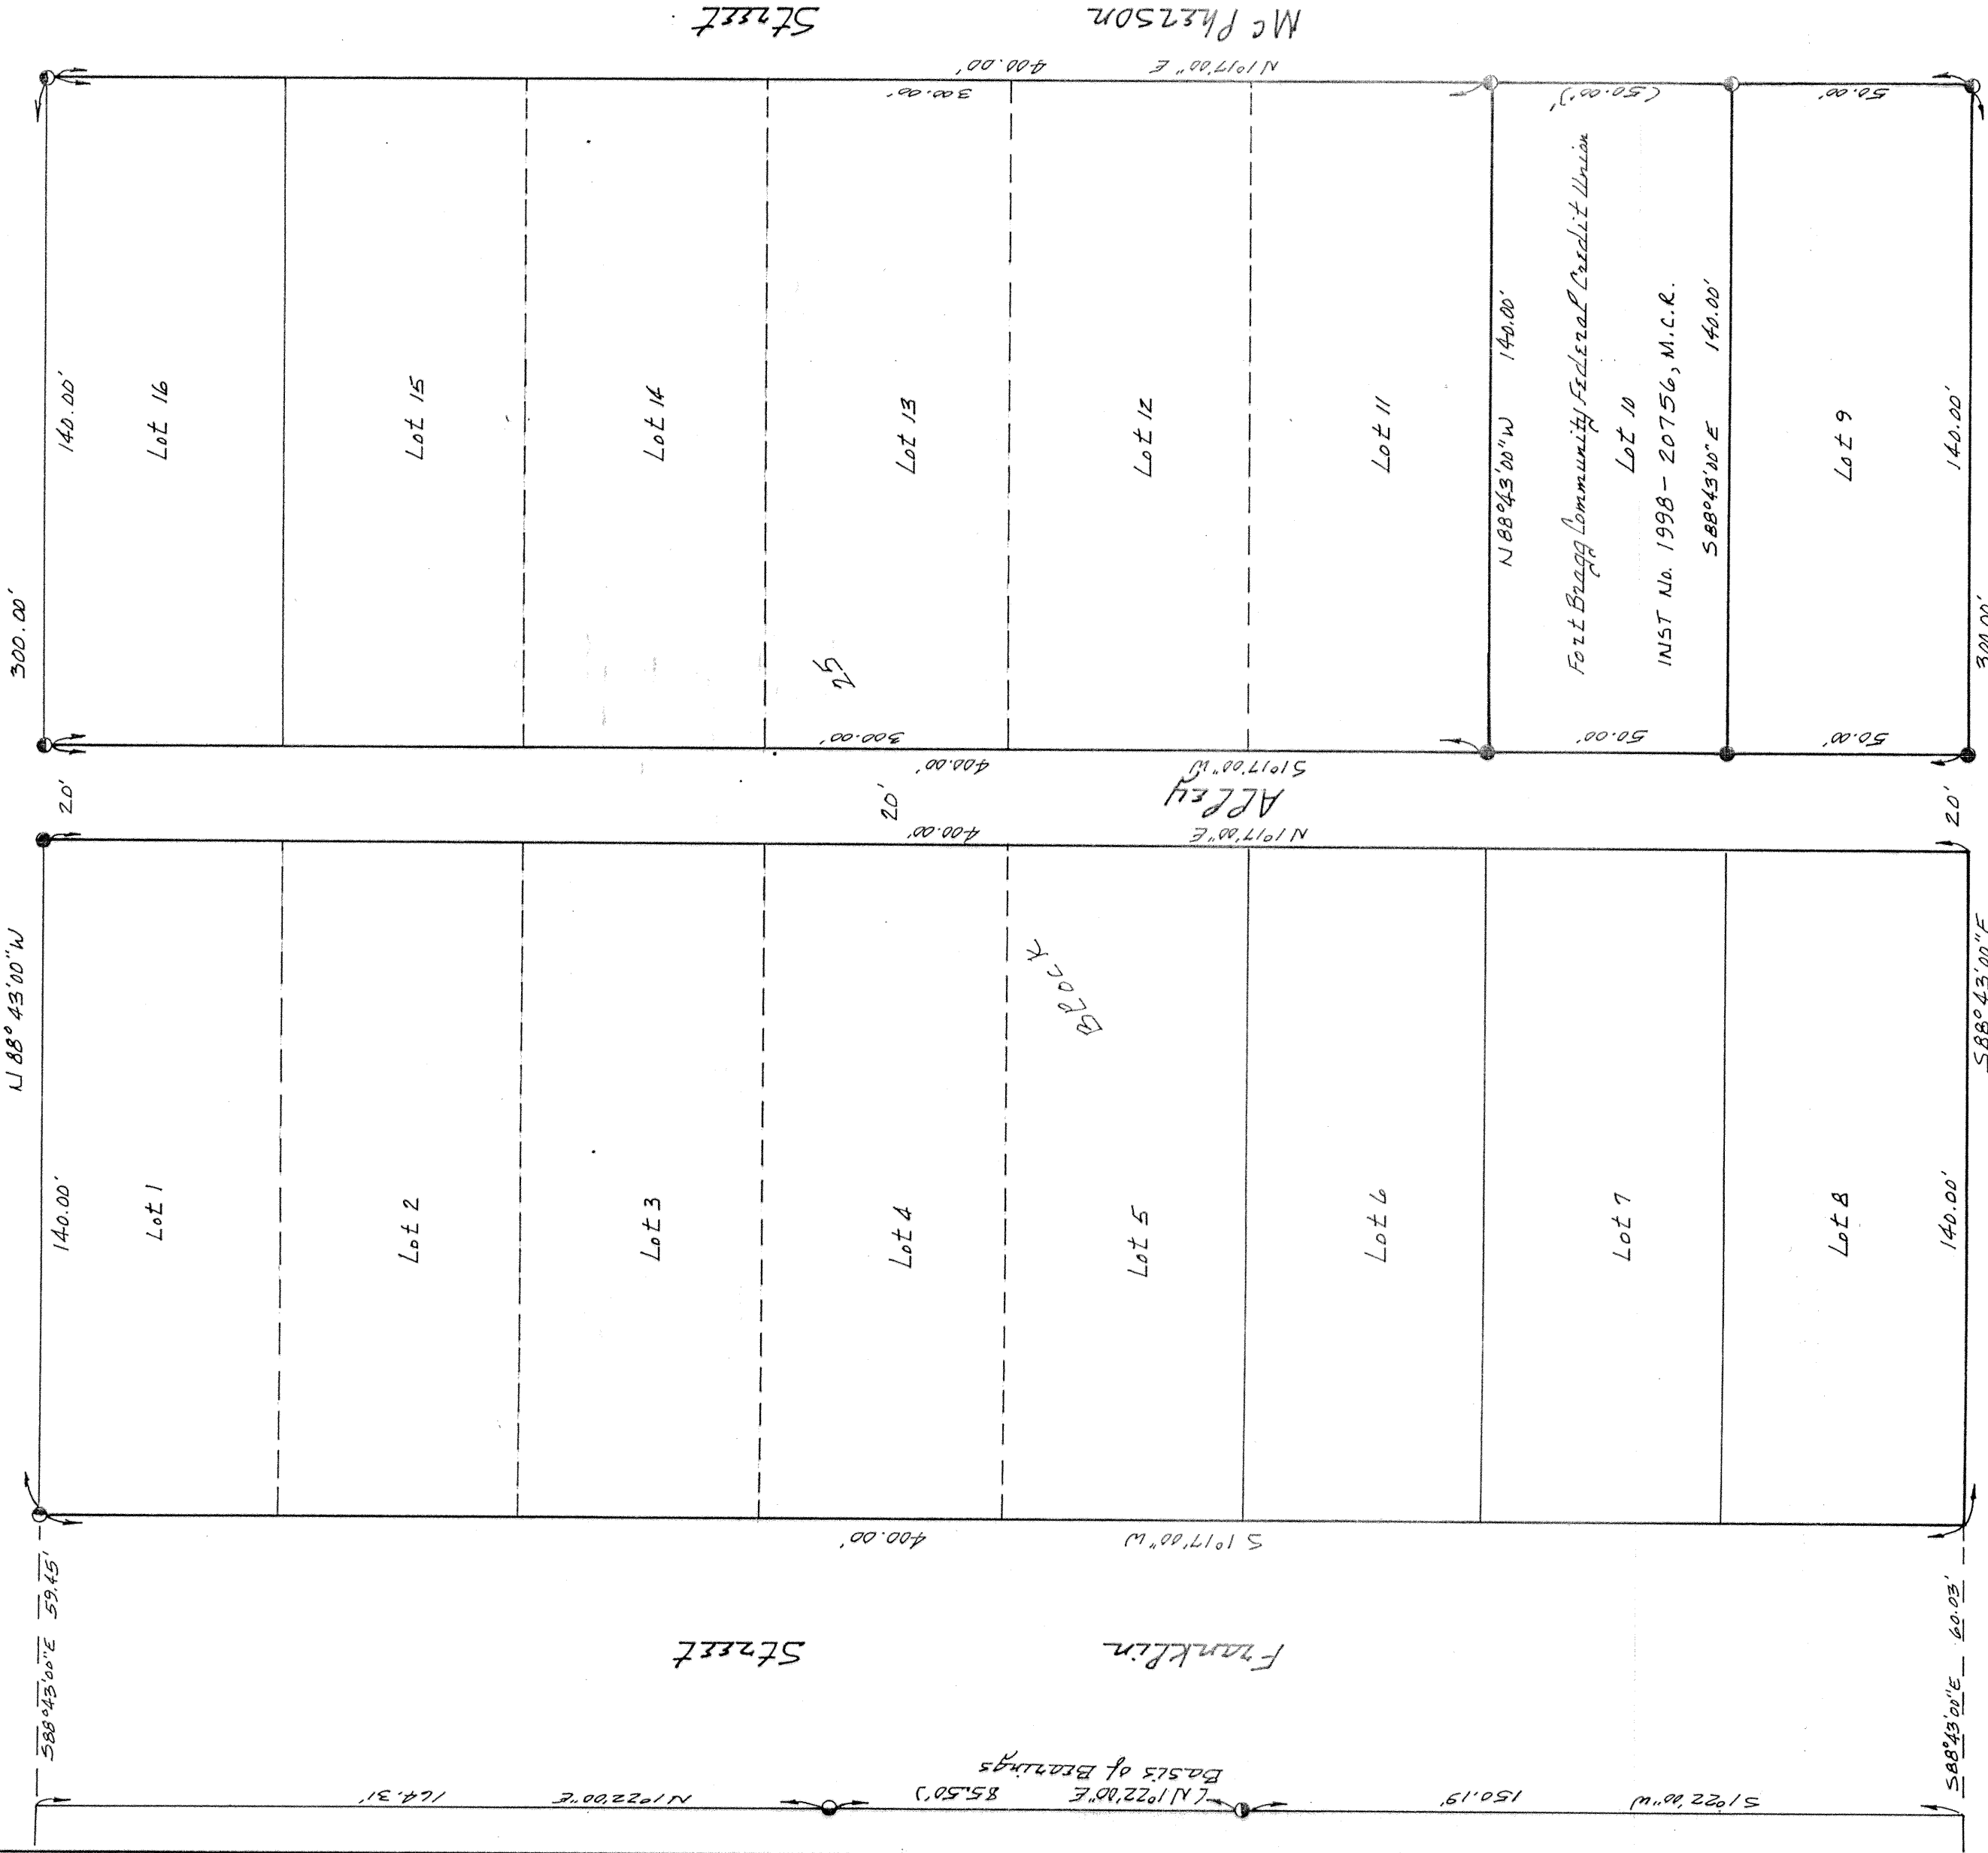 Mc Pherson Street
N 1°17'00" E 400.00'
300.00'
(50.00')
50.00'
300.00'
140.00'
Lot 16
Lot 15
Lot 14
Lot 13
Lot 12
Lot 11
N 88°43'00" W 140.00'
Fort Bragg Community Federal Credit Union
Lot 10
INST No. 1998-20756, M.C.R.
S 88°43'00" E 140.00'
Lot 9
140.00'
300.00'
25
300.00'
50.00'
50.00'
S 1°17'00" W 400.00'
20'
20'
Alley
20'
N 1°17'00" E 400.00'
N 88°43'00" W
S 88°43'00" E
Block
140.00'
Lot 1
Lot 2
Lot 3
Lot 4
Lot 5
Lot 6
Lot 7
Lot 8
140.00'
S 1°17'00" W 400.00'
S 88°43'00" E 59.45'
S 88°43'00" E 60.03'
Franklin Street
Basis of Bearings
(N 1°22'00" E 85.50')
N 1°22'00" E 164.31'
S 1°22'00" W 150.19'